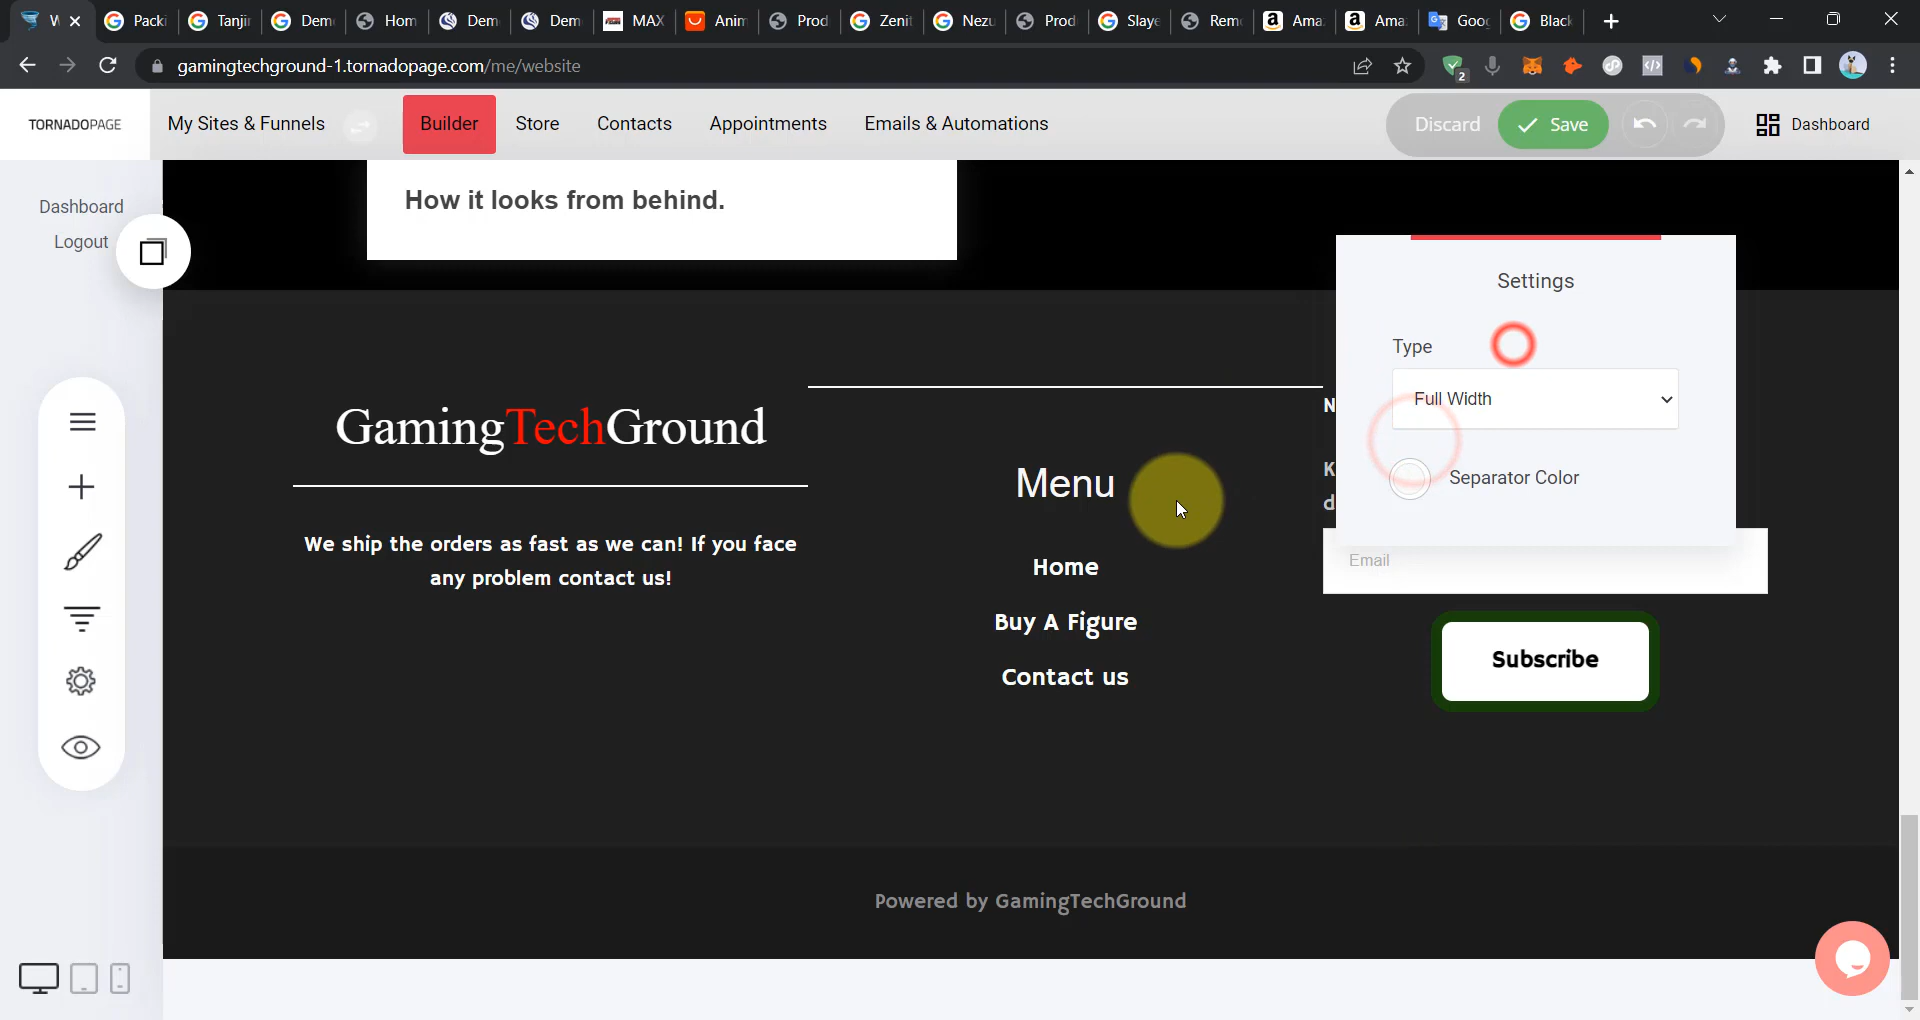 W
Packi
Tanjir
Dem
Hom
Dem
Dem
MAX
Anim
Prod
Zenit
Nezu
Prod
Slaye
Rem
Ama
Ama
Goog
Black
gamingtechground-1.tornadopage.com/me/website
2
TORNADOPAGE
My Sites & Funnels
Builder
Store
Contacts
Appointments
Emails & Automations
Discard
Save
Dashboard
Dashboard
Logout
How it looks from behind.
Settings
Type
Full Width
Separator Color
GamingTechGround
We ship the orders as fast as we can! If you face
any problem contact us!
Menu
Home
Buy A Figure
Contact us
N
K
d
Email
Subscribe
Powered by GamingTechGround